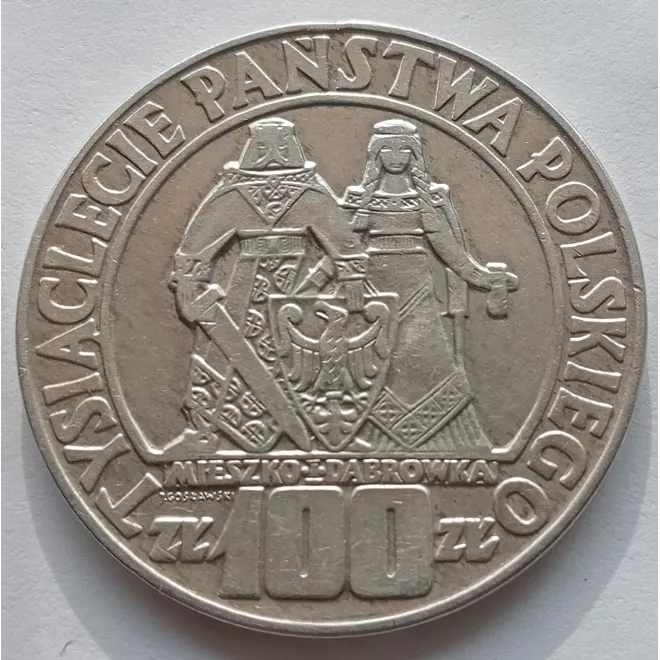 TYSIĄCLECIE PAŃSTWA POLSKIEGO
MIESZKO·I·DĄBRÓWKA
J.GOSŁAWSKI
ZŁ 100 ZŁ